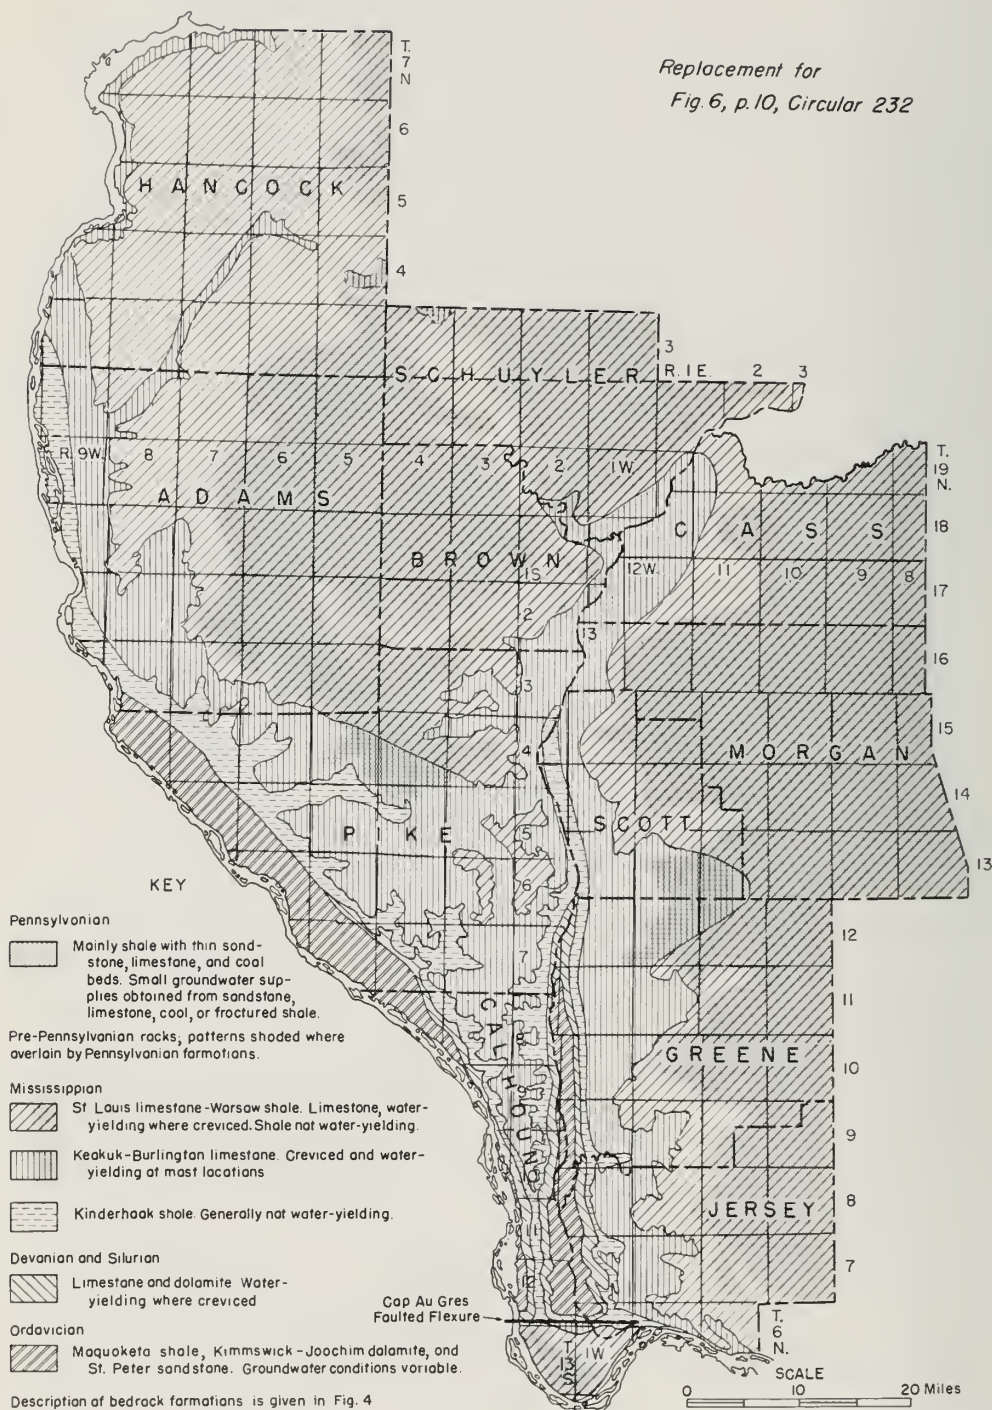 Replacement for
Fig. 6, p. 10, Circular 232
T.
7
N
6
5
4
HANCOCK
3
SCHUYLER
R. I E.
2
3
R. 9W.
8
7
6
5
4
3
2
1W.
T.
19
N.
ADAMS
18
CASS
BROWN
1S
12W.
11
10
9
8
17
2
13
16
3
15
MORGAN
4
14
SCOTT
PIKE
5
13
6
KEY
12
7
11
CALHOUN
8
GREENE
10
9
9
8
JERSEY
7
11
12
T.
6
N.
T
13
S
1W
Pennsylvonian
Mainly shale with thin sand-
stone, limestone, and coal
beds. Small groundwater sup-
plies obtained from sandstone,
limestone, coal, or fractured shale.
Pre-Pennsylvanian rocks; patterns shaded where
overlain by Pennsylvanian formations.
Mississippian
St Louis limestone-Warsaw shale. Limestone, water-
yielding where creviced. Shale not water-yielding.
Keokuk-Burlington limestone. Creviced and water-
yielding at most locations
Kinderhook shale. Generally not water-yielding.
Devonian and Silurian
Limestone and dolomite Water-
yielding where creviced
Cap Au Gres
Faulted Flexure
Ordovician
Maquoketa shale, Kimmswick-Joachim dolomite, and
St. Peter sandstone. Groundwater conditions variable.
Description of bedrock formations is given in Fig. 4
SCALE
0 10 20 Miles